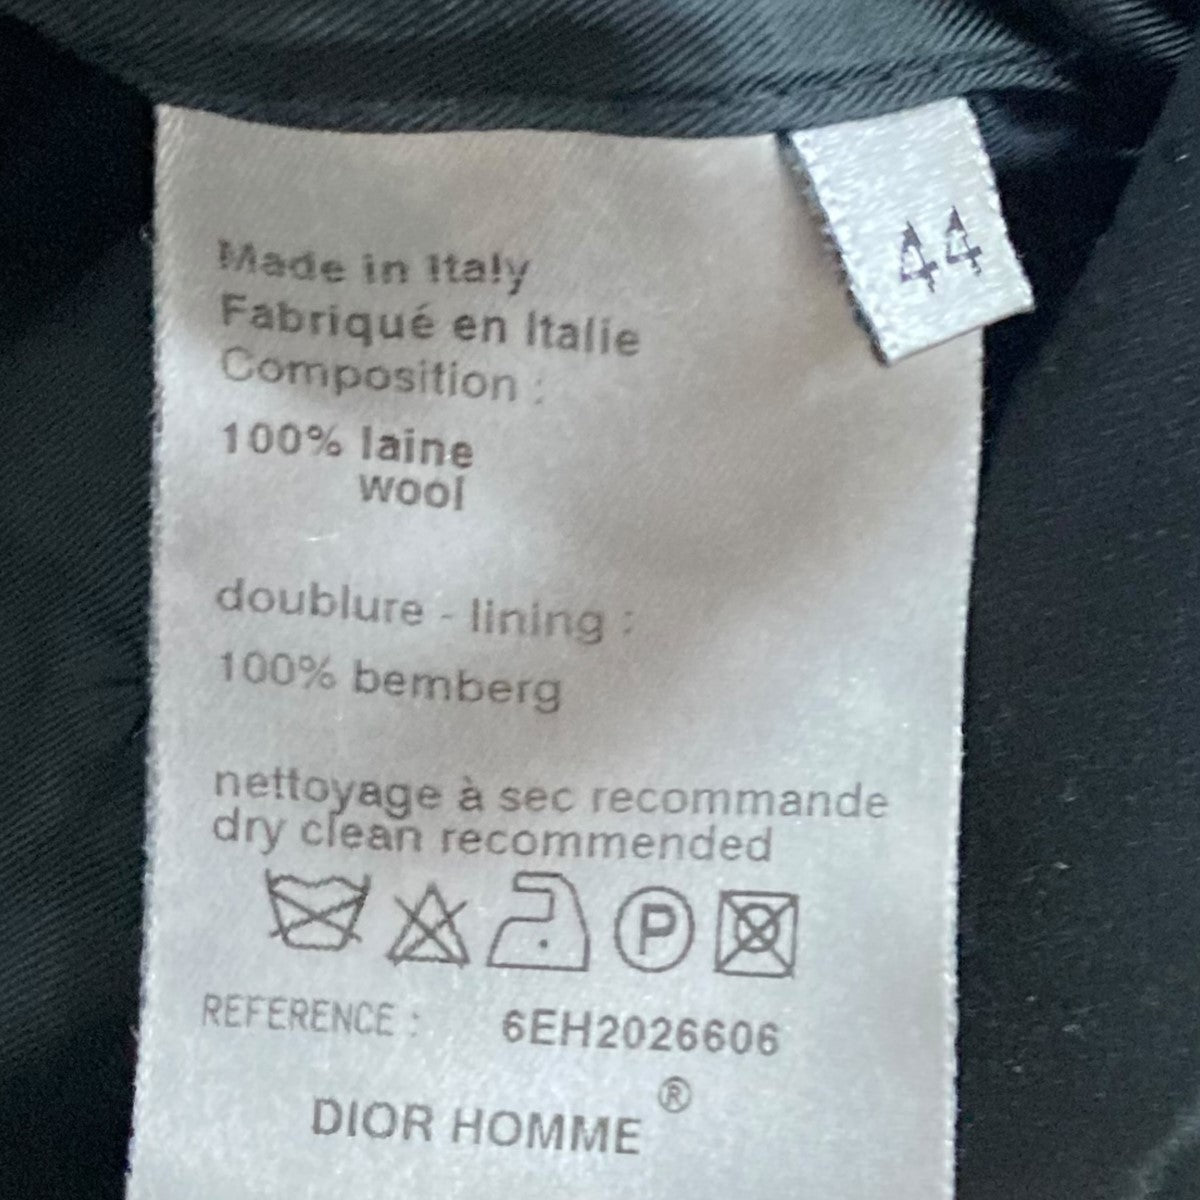 44
Made in Italy
Fabriqué en Italie
Composition :
100% laine
wool
doublure - lining :
100% bemberg
nettoyage à sec recommande
dry clean recommended
P
REFERENCE : 6EH2026606
DIOR HOMME ®